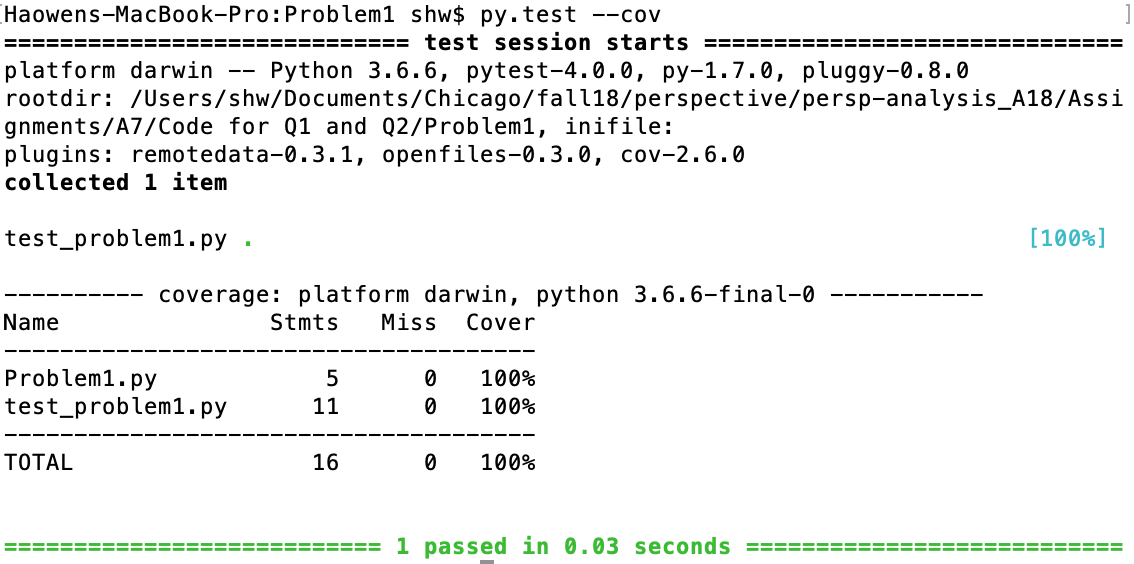 [Haowens-MacBook-Pro:Problem1 shw$ py.test --cov ]
============================= test session starts ==============================
platform darwin -- Python 3.6.6, pytest-4.0.0, py-1.7.0, pluggy-0.8.0
rootdir: /Users/shw/Documents/Chicago/fall18/perspective/persp-analysis_A18/Assi
gnments/A7/Code for Q1 and Q2/Problem1, inifile:
plugins: remotedata-0.3.1, openfiles-0.3.0, cov-2.6.0
collected 1 item
test_problem1.py . [100%]
---------- coverage: platform darwin, python 3.6.6-final-0 -----------
Name Stmts Miss Cover
--------------------------------------
Problem1.py 5 0 100%
test_problem1.py 11 0 100%
--------------------------------------
TOTAL 16 0 100%
=========================== 1 passed in 0.03 seconds ===========================